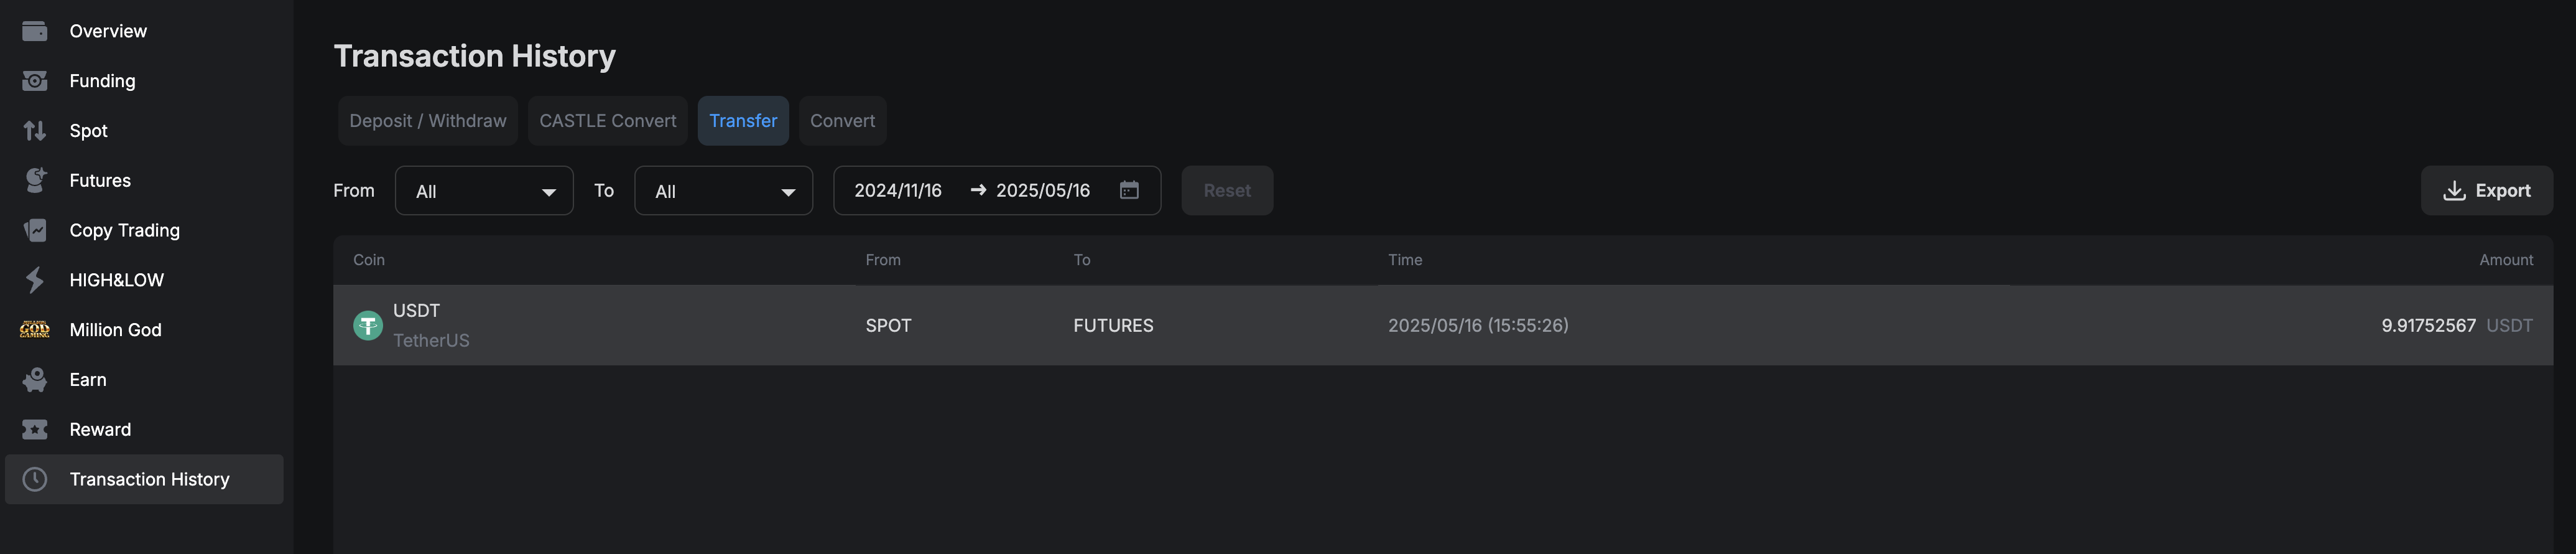 Overview
Funding
Spot
Futures
Copy Trading
HIGH&LOW
GOD
GAMING
Million God
Earn
Reward
Transaction History
Transaction History
Deposit / Withdraw CASTLE Convert Transfer Convert
From All To All 2024/11/16 → 2025/05/16 Reset Export
Coin From To Time Amount
USDT
TetherUS
SPOT FUTURES 2025/05/16 (15:55:26) 9.91752567 USDT